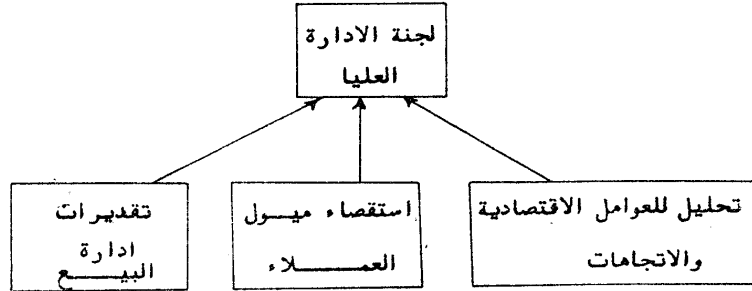 لجنة الادارة
العليا
تحليل للعوامل الاقتصادية
والاتجاهات
استقصاء ميول
العملاء
تقديرات
ادارة
البيع